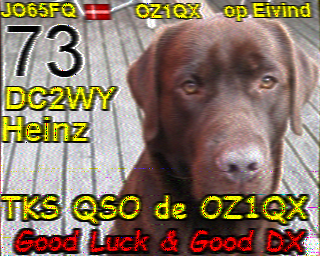 JO65FQ OZ1QX op Eivind
73
DC2WY
Heinz
TKS QSO de OZ1QX
Good Luck & Good DX